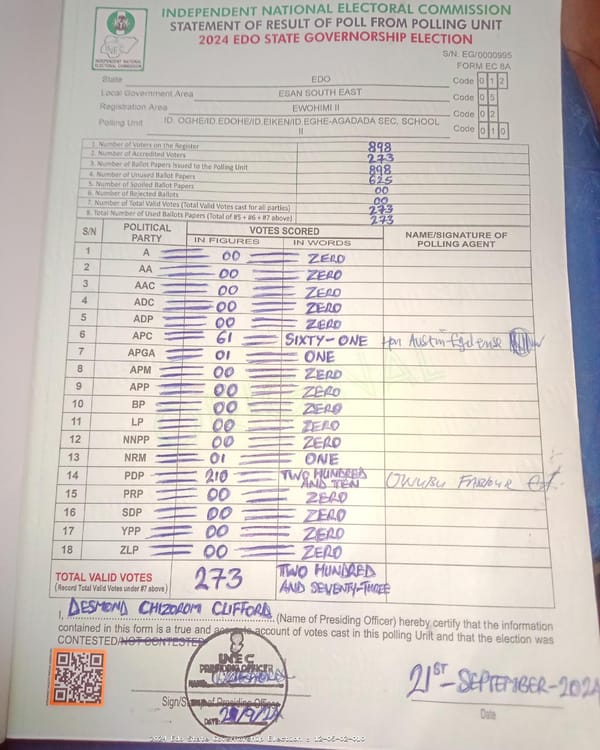 INDEPENDENT NATIONAL ELECTORAL COMMISSION
STATEMENT OF RESULT OF POLL FROM POLLING UNIT
2024 EDO STATE GOVERNORSHIP ELECTION
INEC
INDEPENDENT NATIONAL ELECTORAL COMMISSION
S/N: EG/0000995
FORM EC 8A
State EDO Code 0 1 2
Local Government Area ESAN SOUTH EAST Code 0 5
Registration Area EWOHIMI II Code 0 2
Polling Unit ID. OGHE/ID.EDOHE/ID.EIKEN/ID.EGHE-AGADADA SEC. SCHOOL II Code 0 1 0
1. Number of Voters on the Register 898
2. Number of Accredited Voters 273
3. Number of Ballot Papers Issued to the Polling Unit 898
4. Number of Unused Ballot Papers 625
5. Number of Spoiled Ballot Papers 00
6. Number of Rejected Ballots 00
7. Number of Total Valid Votes (Total Valid Votes cast for all parties) 273
8. Total Number of Used Ballots Papers (Total of #5 + #6 + #7 above) 273
S/N POLITICAL PARTY VOTES SCORED NAME/SIGNATURE OF POLLING AGENT
IN FIGURES IN WORDS
1 A 00 ZERO
2 AA 00 ZERO
3 AAC 00 ZERO
4 ADC 00 ZERO
5 ADP 00 ZERO
6 APC 61 SIXTY-ONE Hon Austin
7 APGA 01 ONE
8 APM 00 ZERO
9 APP 00 ZERO
10 BP 00 ZERO
11 LP 00 ZERO
12 NNPP 00 ZERO
13 NRM 01 ONE
14 PDP 210 TWO HUNDRED AND TEN
15 PRP 00 ZERO
16 SDP 00 ZERO
17 YPP 00 ZERO
18 ZLP 00 ZERO
TOTAL VALID VOTES 273 TWO HUNDRED AND SEVENTY-THREE
(Record Total Valid Votes under #7 above)
I, DESMOND CHIZOROM CLIFFORD (Name of Presiding Officer) hereby certify that the information
contained in this form is a true and accurate account of votes cast in this polling Unit and that the election was
CONTESTED/NOT CONTESTED
INEC
PRESIDING OFFICER
Sign/Stamp of Presiding Officer
DATE: 21/9/24
21ST-SEPTEMBER-2024
Date
2024 Edo State Governorship Election : 12-05-02-010